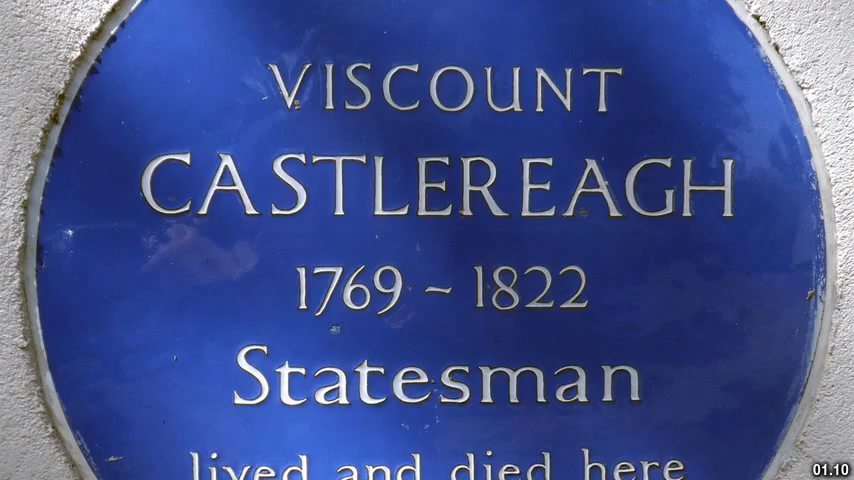 VISCOUNT
CASTLEREAGH
1769 ~ 1822
Statesman
lived and died here
01.10